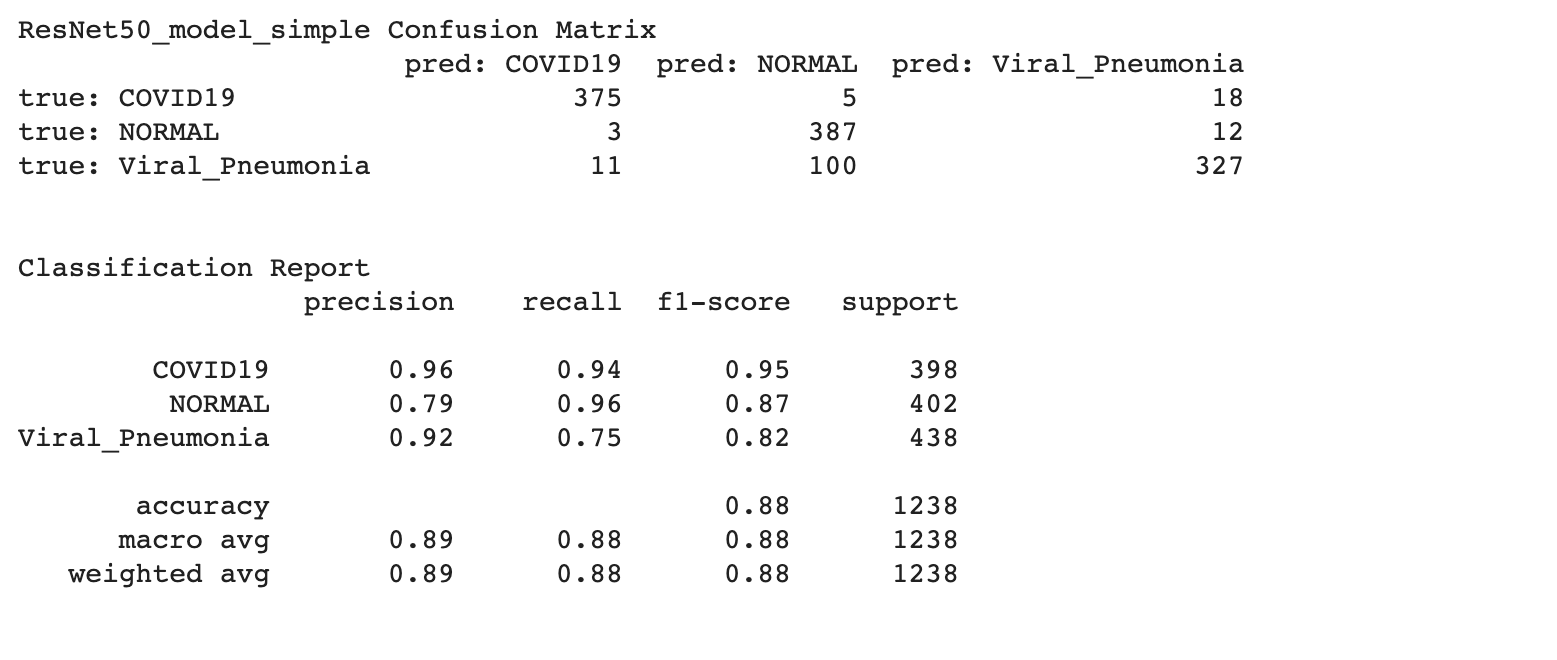 ResNet50_model_simple Confusion Matrix
pred: COVID19 pred: NORMAL pred: Viral_Pneumonia
true: COVID19 375 5 18
true: NORMAL 3 387 12
true: Viral_Pneumonia 11 100 327
Classification Report
precision recall f1-score support
COVID19 0.96 0.94 0.95 398
NORMAL 0.79 0.96 0.87 402
Viral_Pneumonia 0.92 0.75 0.82 438
accuracy 0.88 1238
macro avg 0.89 0.88 0.88 1238
weighted avg 0.89 0.88 0.88 1238